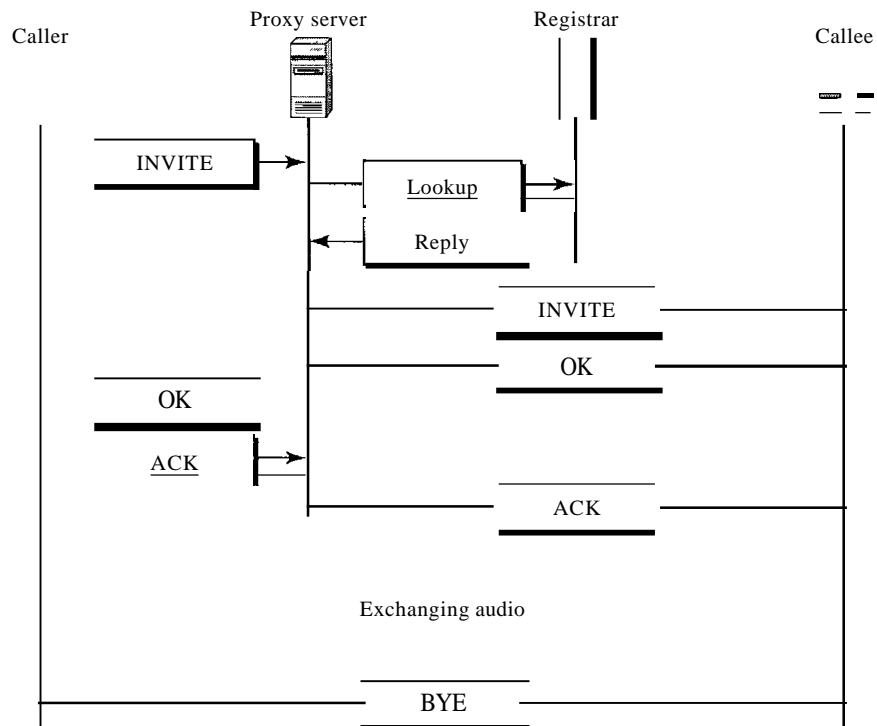 Proxy server
Registrar
Caller
Callee
INVITE
Lookup
Reply
INVITE
OK
OK
ACK
ACK
Exchanging audio
BYE